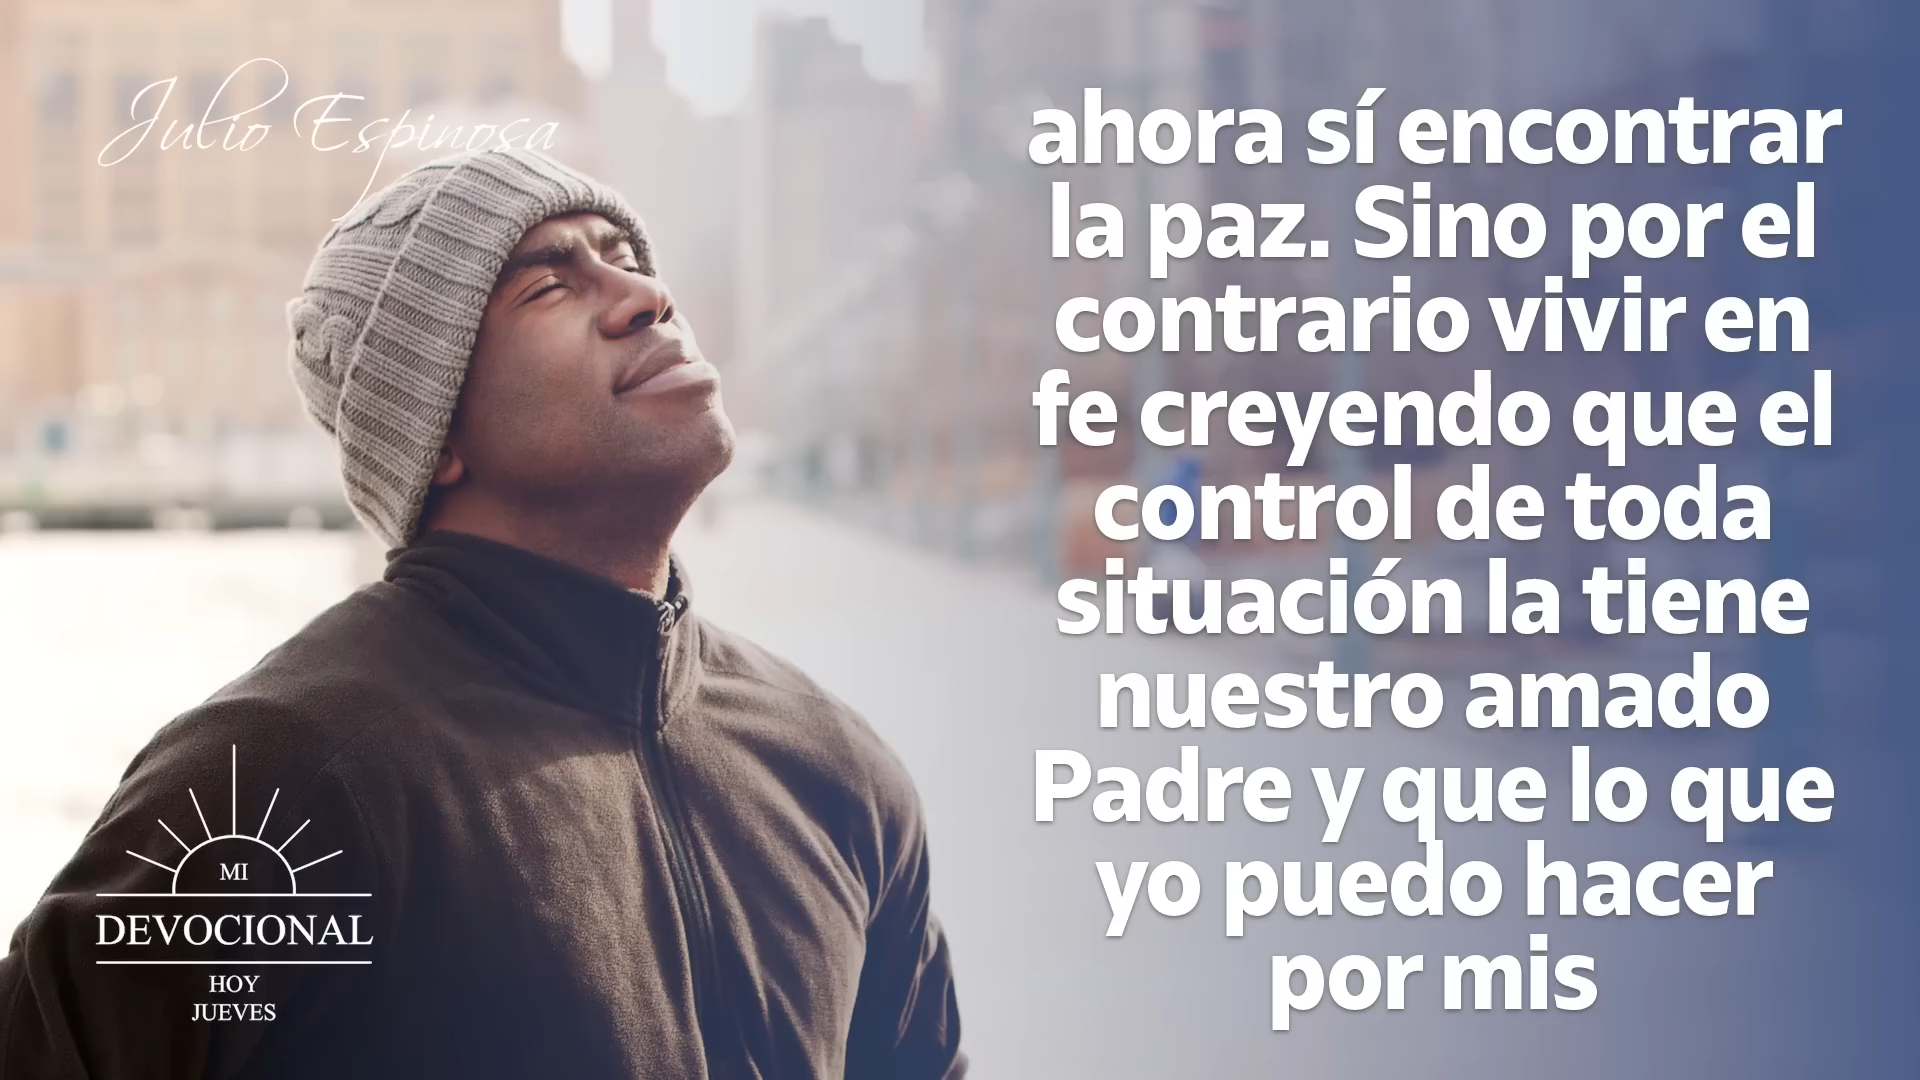 Julio Espinosa
ahora sí encontrar
la paz. Sino por el
contrario vivir en
fe creyendo que el
control de toda
situación la tiene
nuestro amado
Padre y que lo que
yo puedo hacer
por mis
MI
DEVOCIONAL
HOY
JUEVES